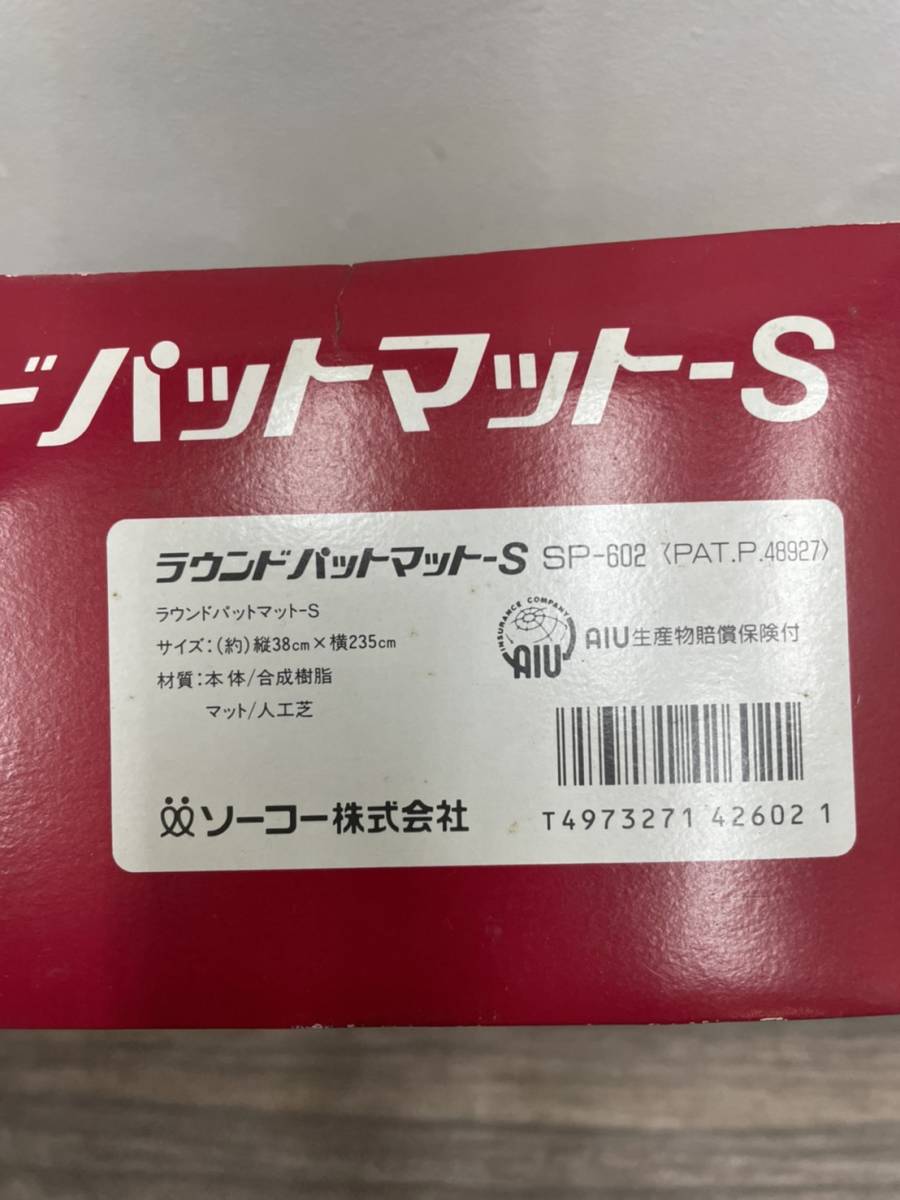 ドパットマット-S
ラウンドパットマット-S SP-602 〈PAT.P.48927〉
ラウンドパットマット-S
サイズ:(約)縦38cm×横235cm
材質:本体/合成樹脂
マット/人工芝
INSURANCE COMPANY
AIU
AIU生産物賠償保険付
ソーコー株式会社
T4973271 426021